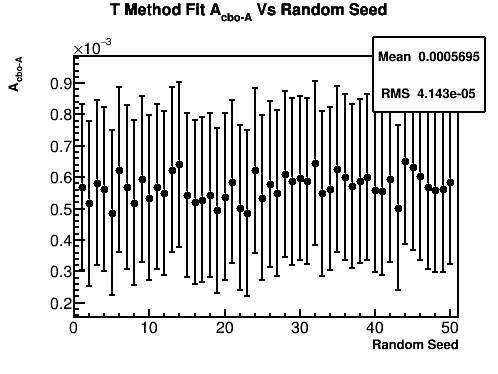 T Method Fit A_cbo-A Vs Random Seed
×10⁻³
Mean 0.0005695
RMS 4.143e-05
A_cbo-A
0.9
0.8
0.7
0.6
0.5
0.4
0.3
0.2
0 10 20 30 40 50
Random Seed